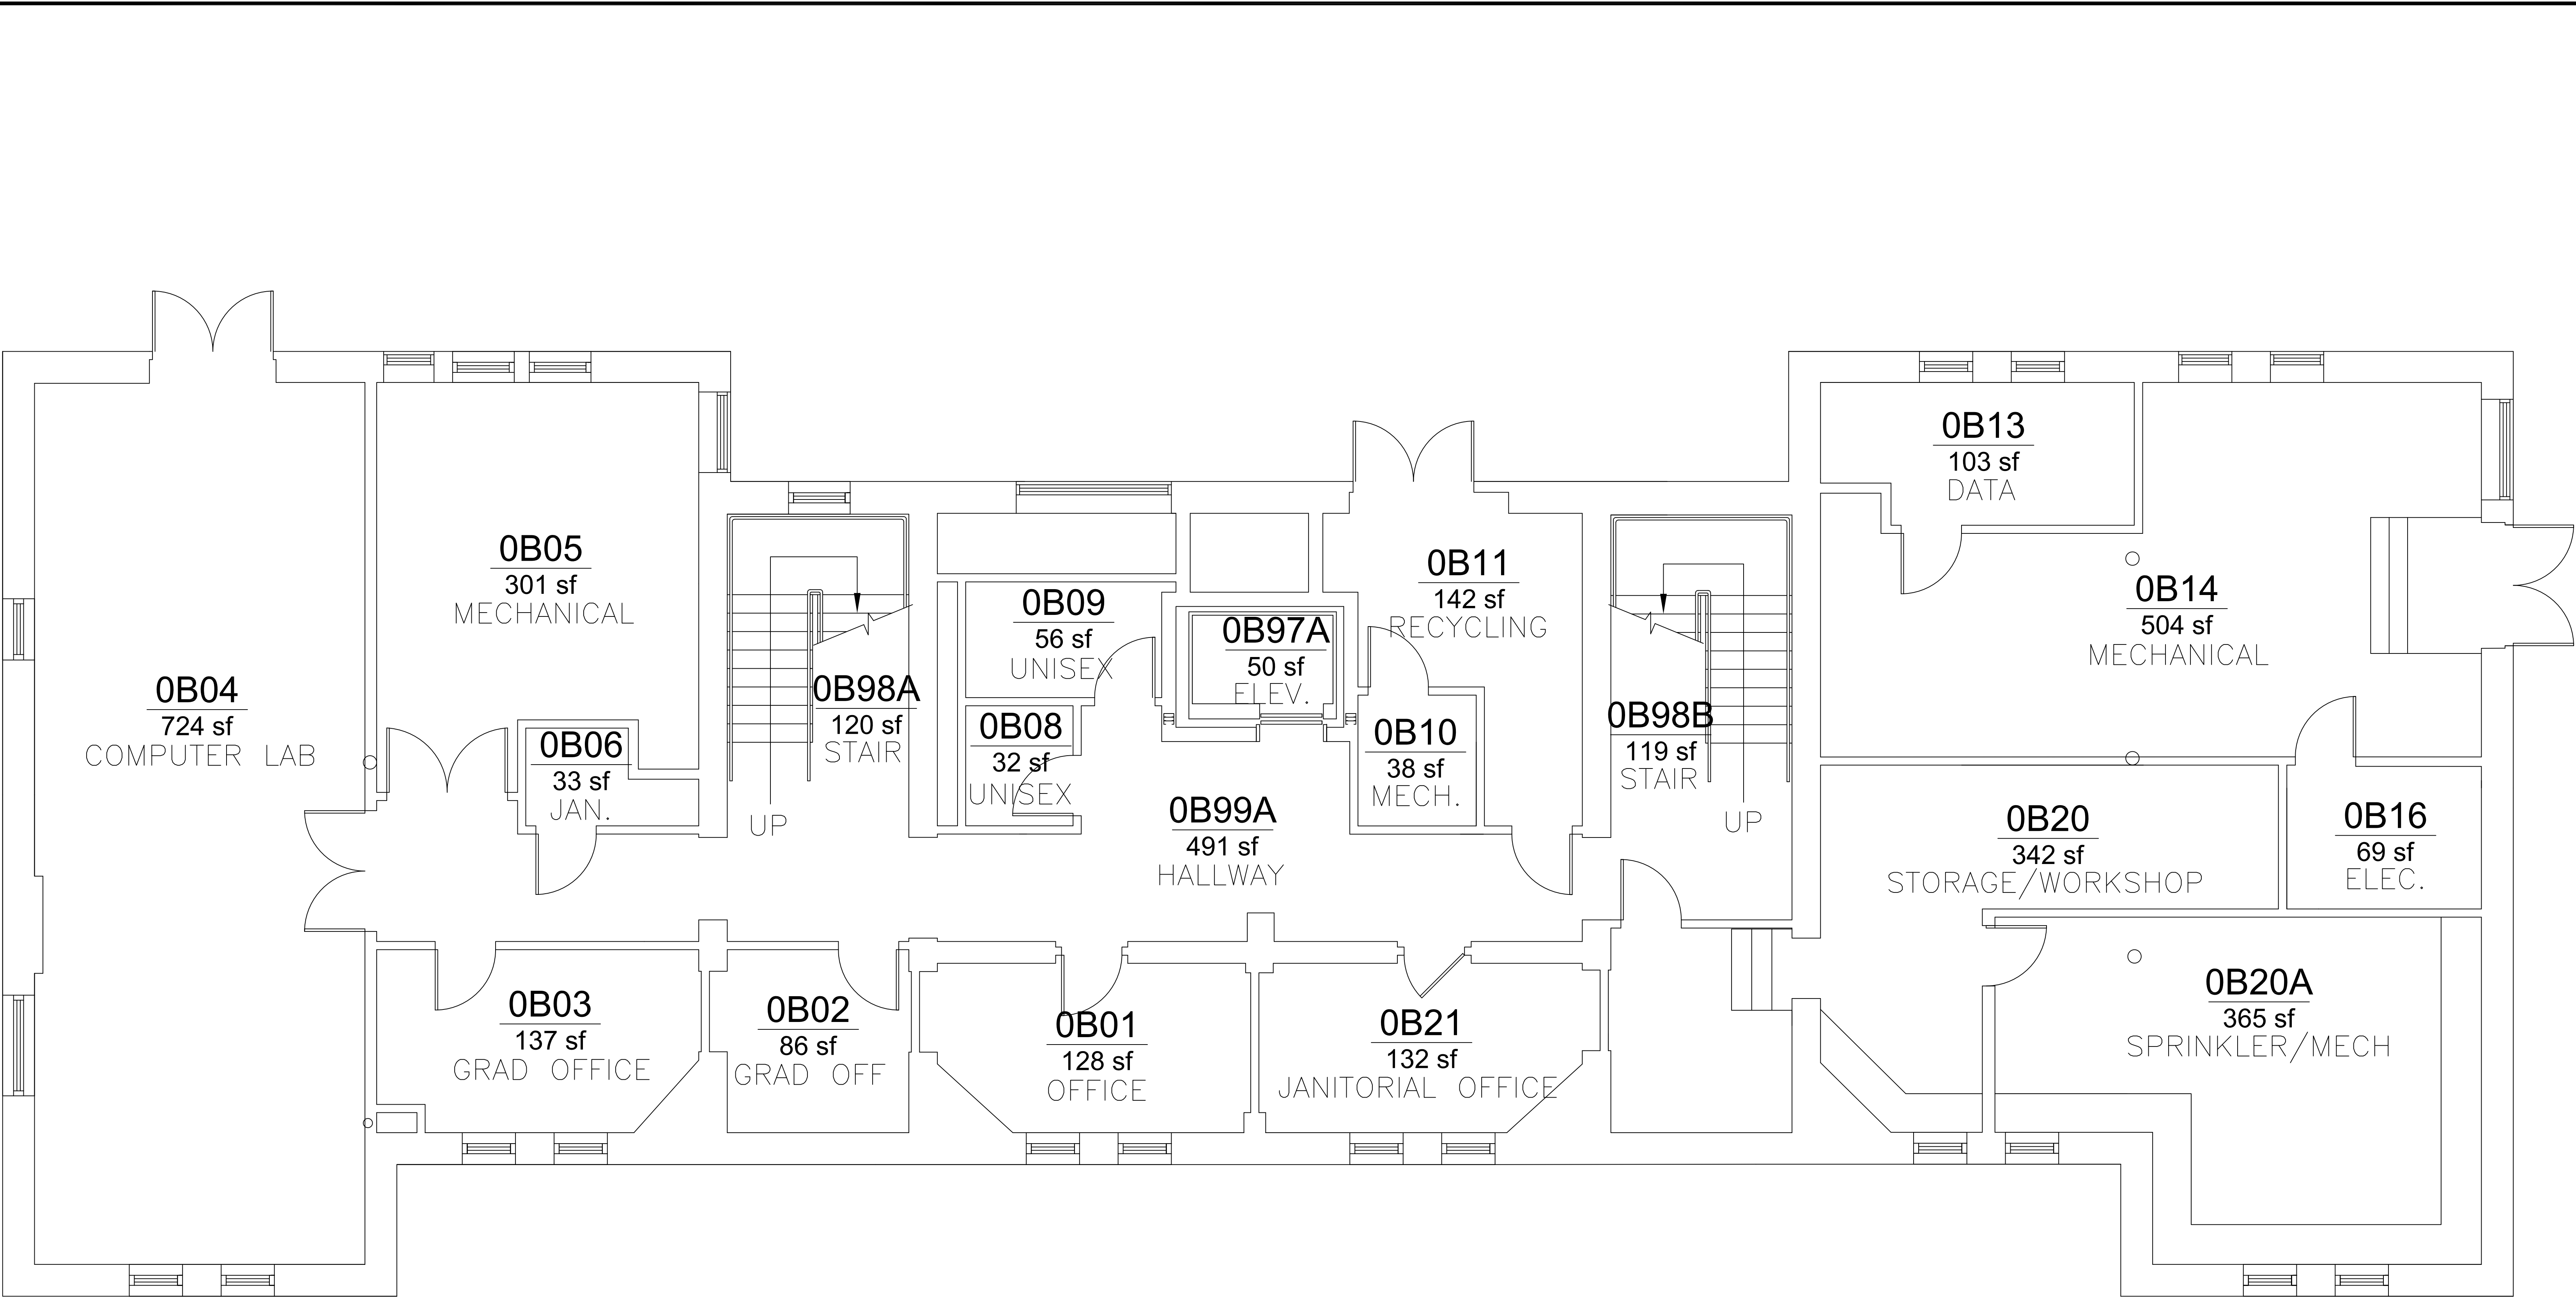 0B04
724 sf
COMPUTER LAB
0B05
301 sf
MECHANICAL
0B06
33 sf
JAN.
0B03
137 sf
GRAD OFFICE
0B02
86 sf
GRAD OFF
0B98A
120 sf
STAIR
UP
0B09
56 sf
UNISEX
0B08
32 sf
UNISEX
0B97A
50 sf
ELEV.
0B99A
491 sf
HALLWAY
0B01
128 sf
OFFICE
0B11
142 sf
RECYCLING
0B10
38 sf
MECH.
0B21
132 sf
JANITORIAL OFFICE
0B98B
119 sf
STAIR
UP
0B13
103 sf
DATA
0B14
504 sf
MECHANICAL
0B20
342 sf
STORAGE/WORKSHOP
0B16
69 sf
ELEC.
0B20A
365 sf
SPRINKLER/MECH